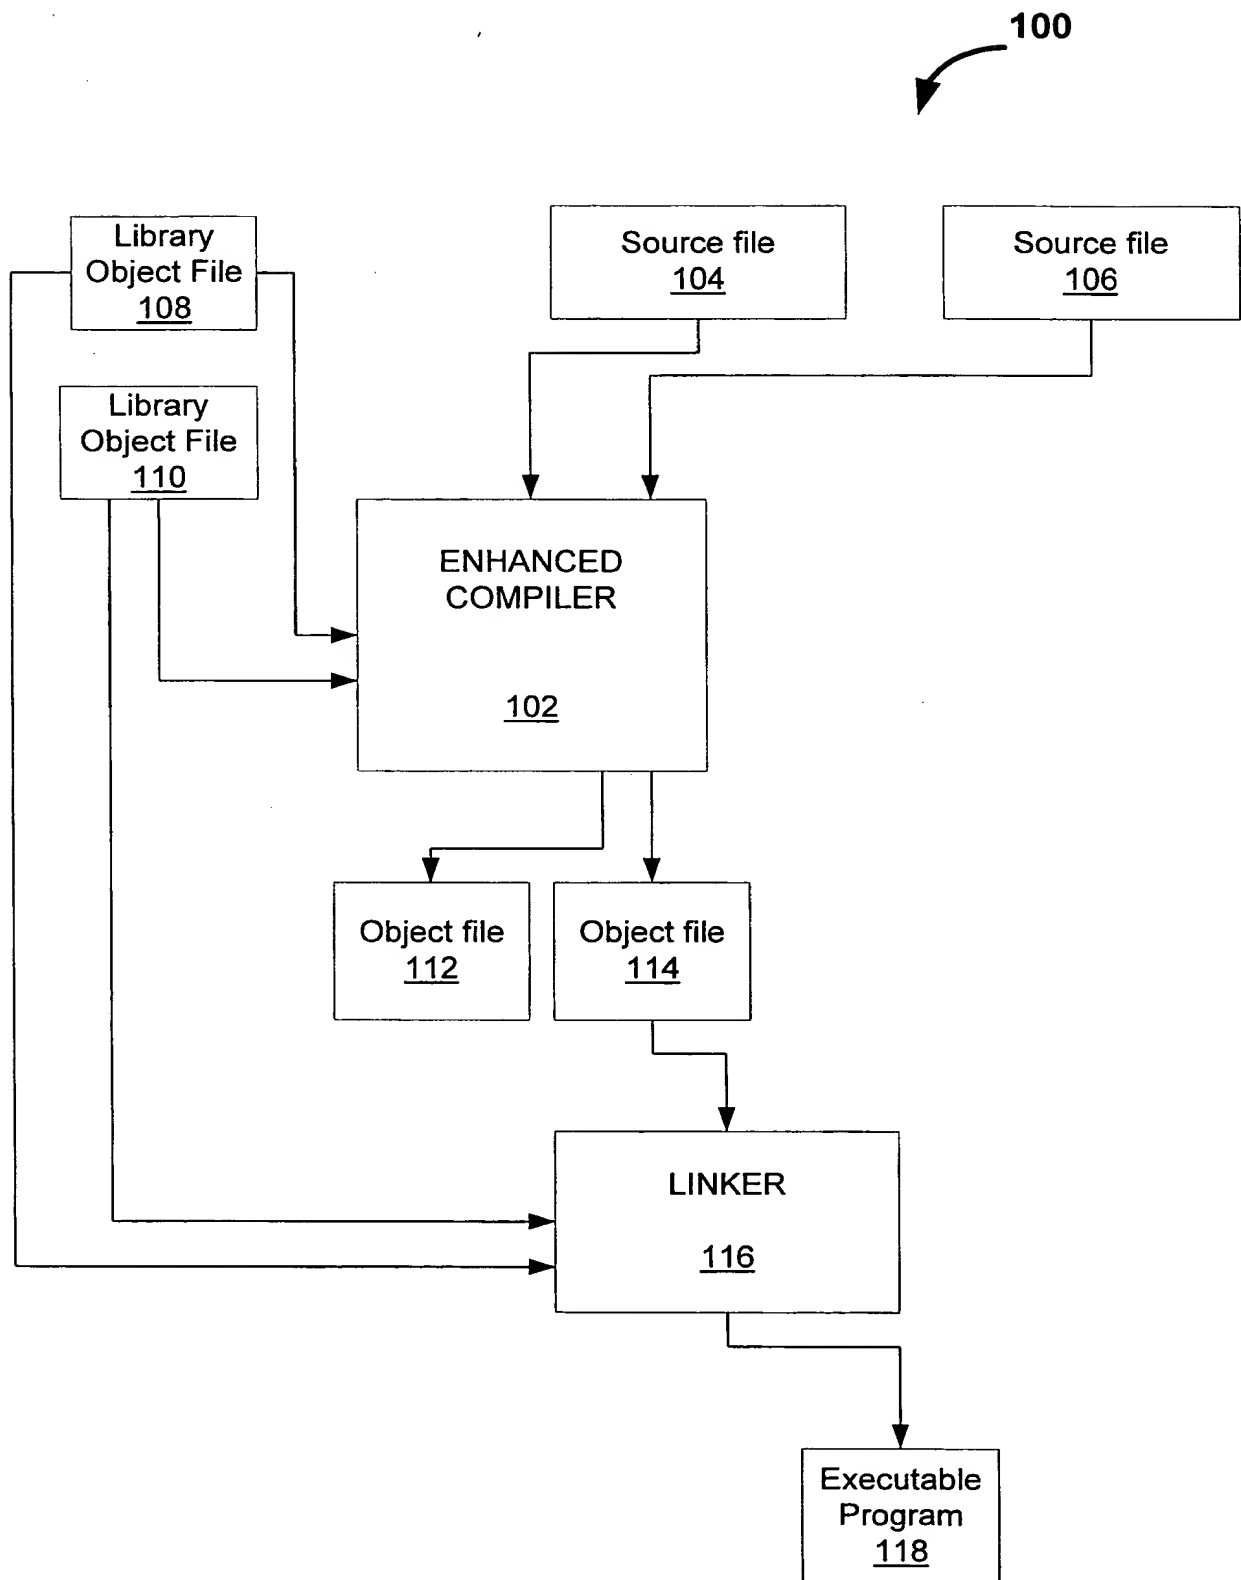 100
Library
Object File
108
Source file
104
Source file
106
Library
Object File
110
ENHANCED
COMPILER
102
Object file
112
Object file
114
LINKER
116
Executable
Program
118